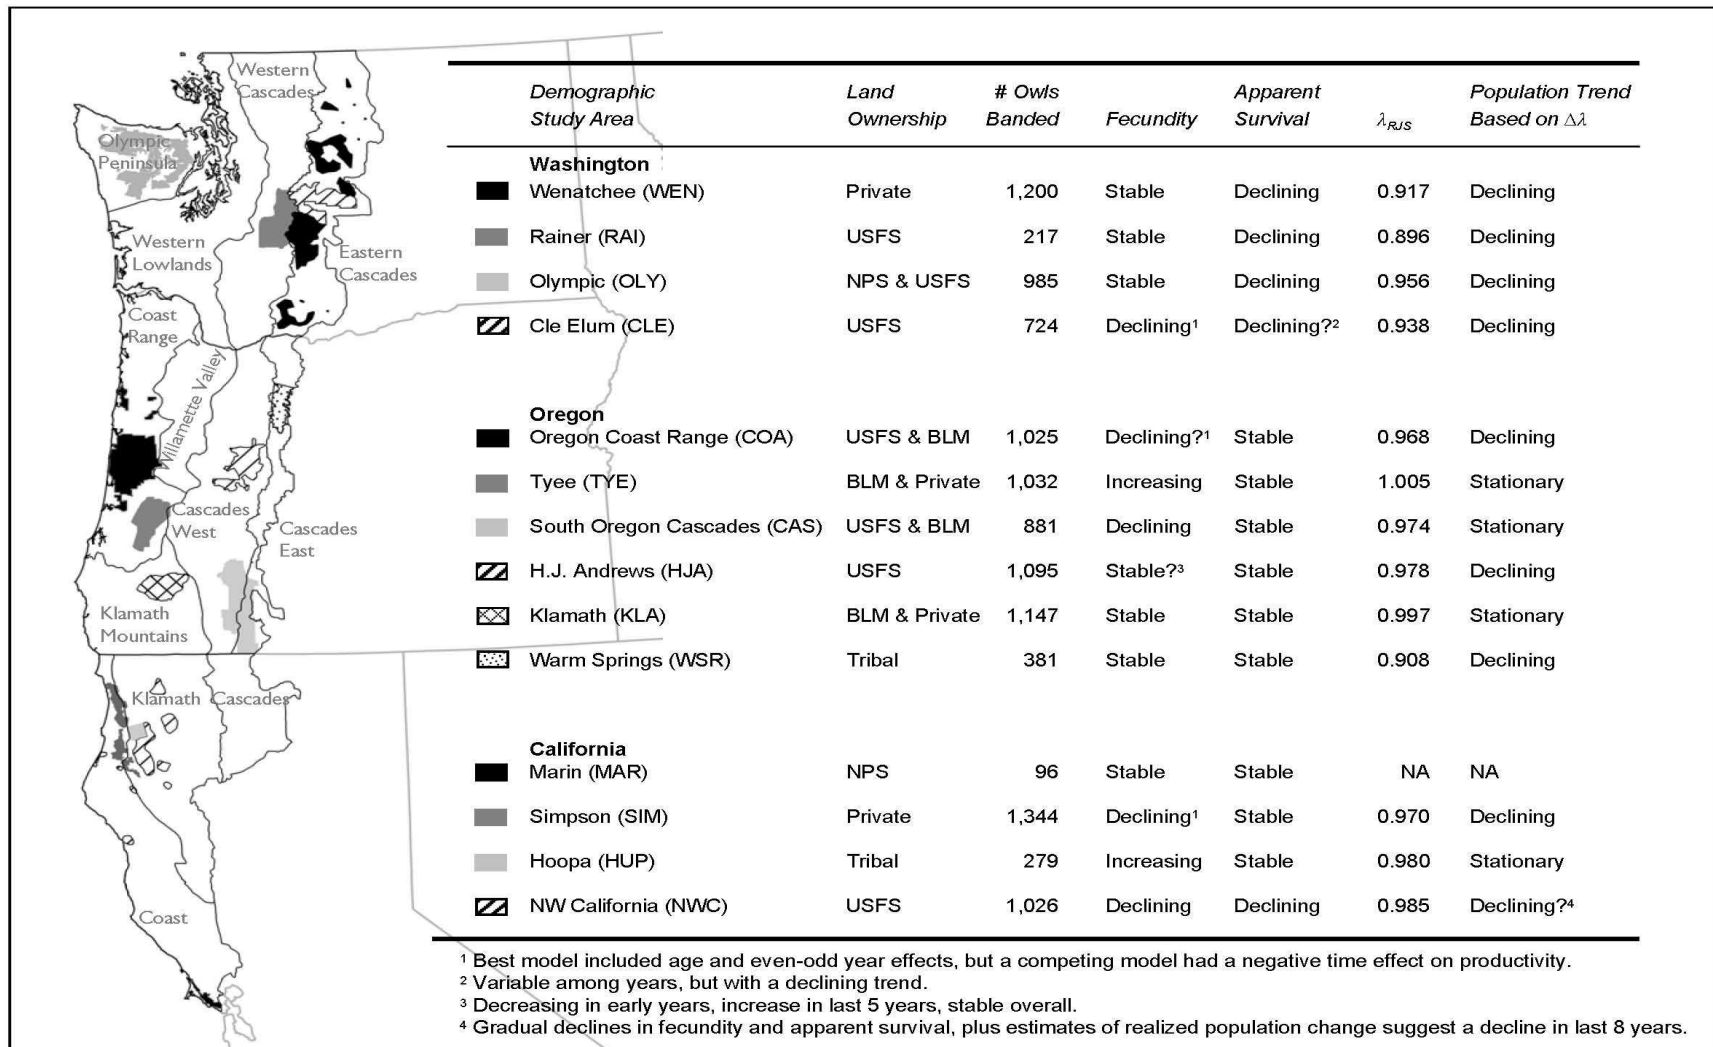 Western
Cascades
Olympic
Peninsula
Western
Lowlands
Eastern
Cascades
Coast
Range
Willamette Valley
Cascades
West
Cascades
East
Klamath
Mountains
Klamath
Cascades
Coast
Demographic Study Area	Land Ownership	# Owls Banded	Fecundity	Apparent Survival	λRJS	Population Trend Based on Δλ
Washington
Wenatchee (WEN)	Private	1,200	Stable	Declining	0.917	Declining
Rainer (RAI)	USFS	217	Stable	Declining	0.896	Declining
Olympic (OLY)	NPS & USFS	985	Stable	Declining	0.956	Declining
Cle Elum (CLE)	USFS	724	Declining¹	Declining?²	0.938	Declining
Oregon
Oregon Coast Range (COA)	USFS & BLM	1,025	Declining?¹	Stable	0.968	Declining
Tyee (TYE)	BLM & Private	1,032	Increasing	Stable	1.005	Stationary
South Oregon Cascades (CAS)	USFS & BLM	881	Declining	Stable	0.974	Stationary
H.J. Andrews (HJA)	USFS	1,095	Stable?³	Stable	0.978	Declining
Klamath (KLA)	BLM & Private	1,147	Stable	Stable	0.997	Stationary
Warm Springs (WSR)	Tribal	381	Stable	Stable	0.908	Declining
California
Marin (MAR)	NPS	96	Stable	Stable	NA	NA
Simpson (SIM)	Private	1,344	Declining¹	Stable	0.970	Declining
Hoopa (HUP)	Tribal	279	Increasing	Stable	0.980	Stationary
NW California (NWC)	USFS	1,026	Declining	Declining	0.985	Declining?⁴
¹ Best model included age and even-odd year effects, but a competing model had a negative time effect on productivity.
² Variable among years, but with a declining trend.
³ Decreasing in early years, increase in last 5 years, stable overall.
⁴ Gradual declines in fecundity and apparent survival, plus estimates of realized population change suggest a decline in last 8 years.